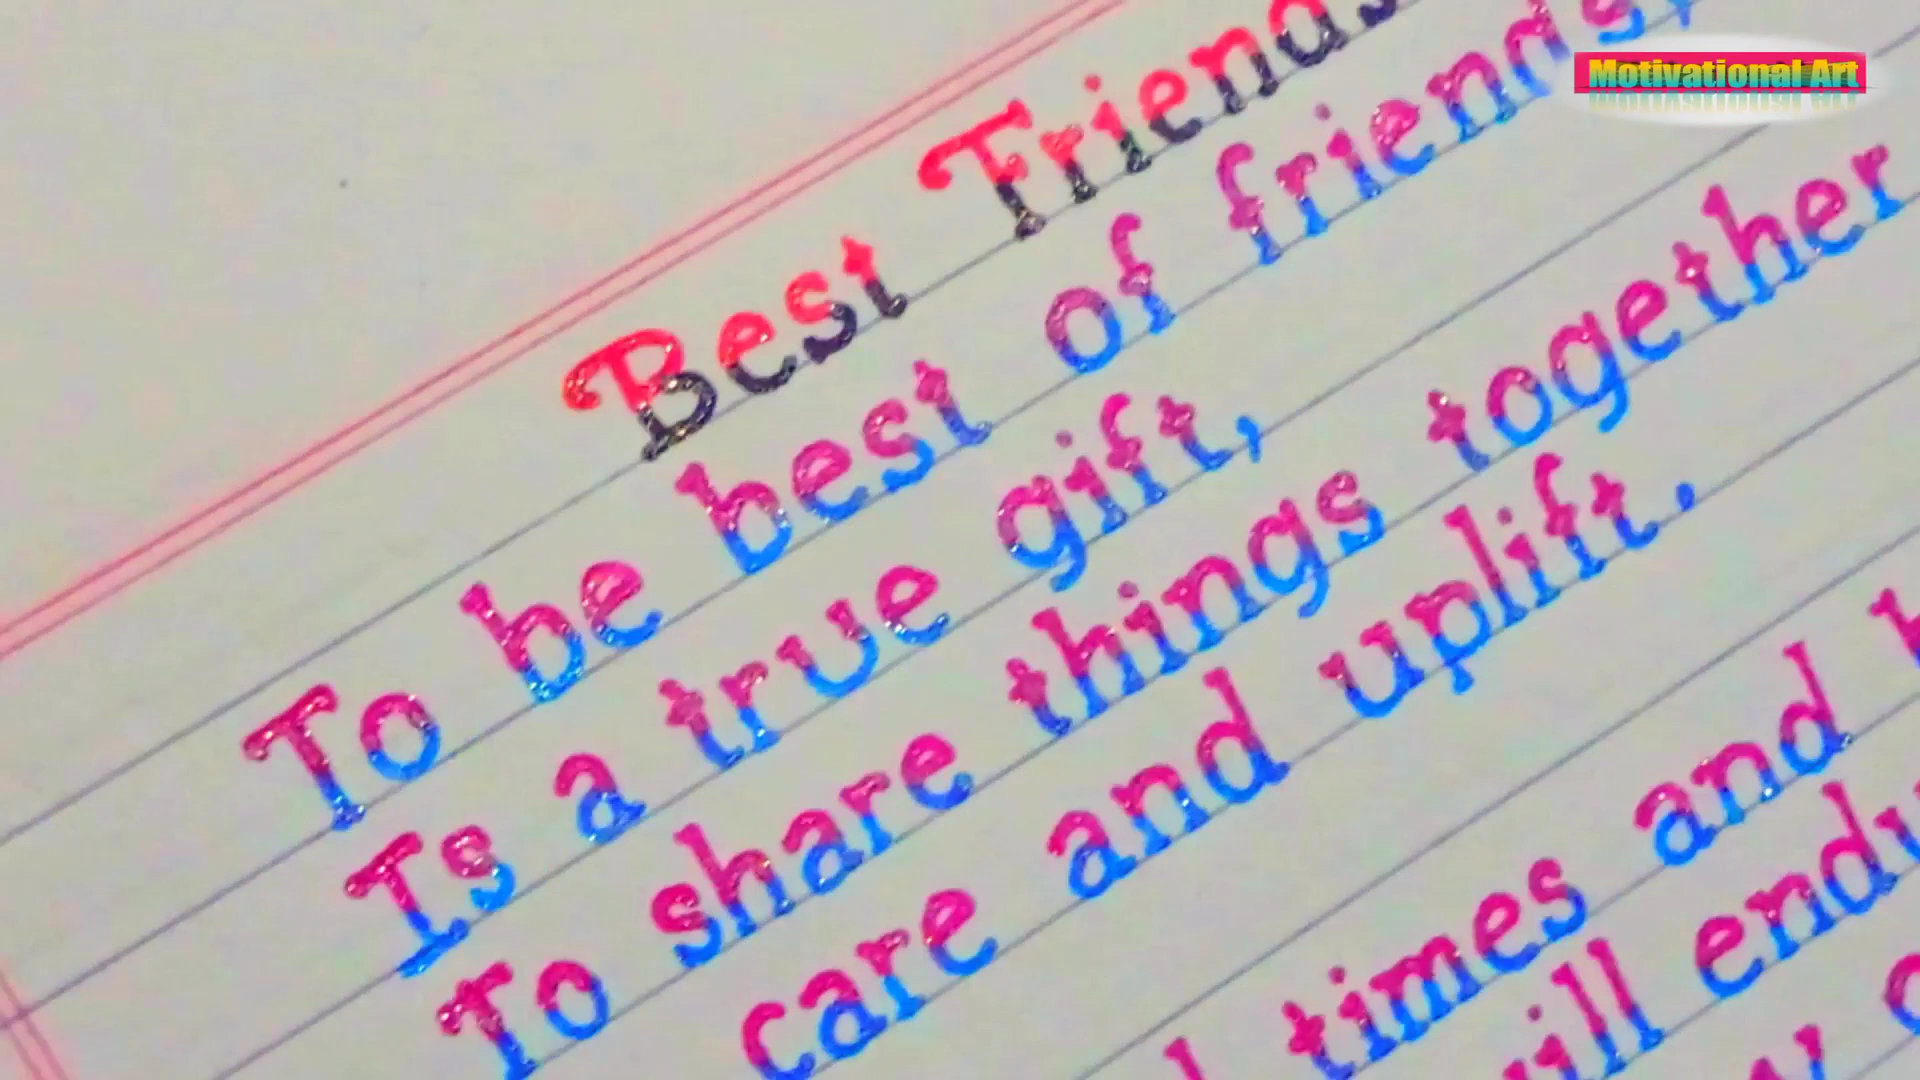 Motivational Art
Best Friends
To be best of friends,
Is a true gift,
To share things together
care and uplift.
times and
will